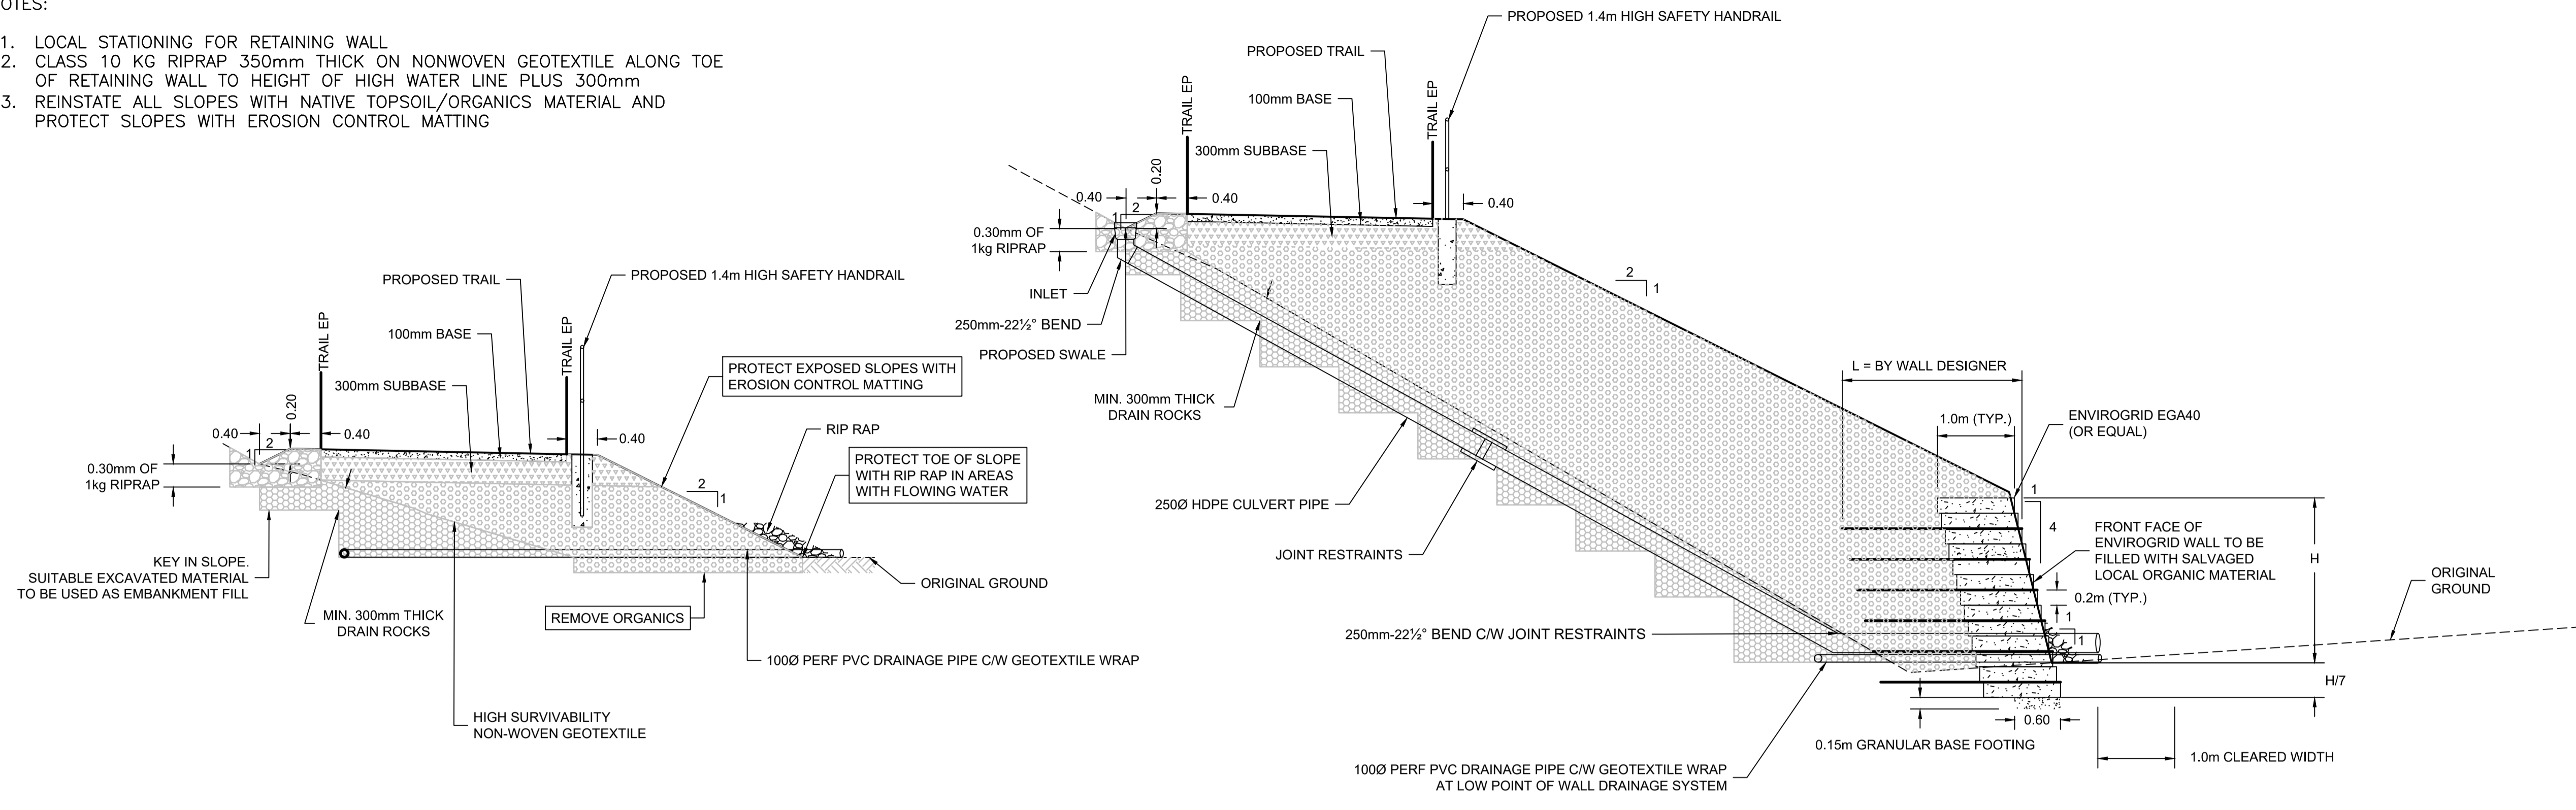 OTES:
1. LOCAL STATIONING FOR RETAINING WALL
2. CLASS 10 KG RIPRAP 350mm THICK ON NONWOVEN GEOTEXTILE ALONG TOE
OF RETAINING WALL TO HEIGHT OF HIGH WATER LINE PLUS 300mm
3. REINSTATE ALL SLOPES WITH NATIVE TOPSOIL/ORGANICS MATERIAL AND
PROTECT SLOPES WITH EROSION CONTROL MATTING
PROPOSED TRAIL
PROPOSED 1.4m HIGH SAFETY HANDRAIL
TRAIL EP
TRAIL EP
100mm BASE
300mm SUBBASE
0.20
0.40
2
1
0.40
0.40
0.30mm OF
1kg RIPRAP
PROTECT EXPOSED SLOPES WITH
EROSION CONTROL MATTING
RIP RAP
PROTECT TOE OF SLOPE
WITH RIP RAP IN AREAS
WITH FLOWING WATER
2
1
KEY IN SLOPE.
SUITABLE EXCAVATED MATERIAL
TO BE USED AS EMBANKMENT FILL
MIN. 300mm THICK
DRAIN ROCKS
REMOVE ORGANICS
ORIGINAL GROUND
100Ø PERF PVC DRAINAGE PIPE C/W GEOTEXTILE WRAP
HIGH SURVIVABILITY
NON-WOVEN GEOTEXTILE
PROPOSED 1.4m HIGH SAFETY HANDRAIL
PROPOSED TRAIL
TRAIL EP
TRAIL EP
100mm BASE
300mm SUBBASE
0.20
0.40
2
1
0.40
0.40
0.30mm OF
1kg RIPRAP
INLET
250mm-22½° BEND
PROPOSED SWALE
2
1
MIN. 300mm THICK
DRAIN ROCKS
L = BY WALL DESIGNER
1.0m (TYP.)
ENVIROGRID EGA40
(OR EQUAL)
250Ø HDPE CULVERT PIPE
JOINT RESTRAINTS
1
4
FRONT FACE OF
ENVIROGRID WALL TO BE
FILLED WITH SALVAGED
LOCAL ORGANIC MATERIAL
H
0.2m (TYP.)
1
1
ORIGINAL
GROUND
250mm-22½° BEND C/W JOINT RESTRAINTS
H/7
0.60
0.15m GRANULAR BASE FOOTING
1.0m CLEARED WIDTH
100Ø PERF PVC DRAINAGE PIPE C/W GEOTEXTILE WRAP
AT LOW POINT OF WALL DRAINAGE SYSTEM